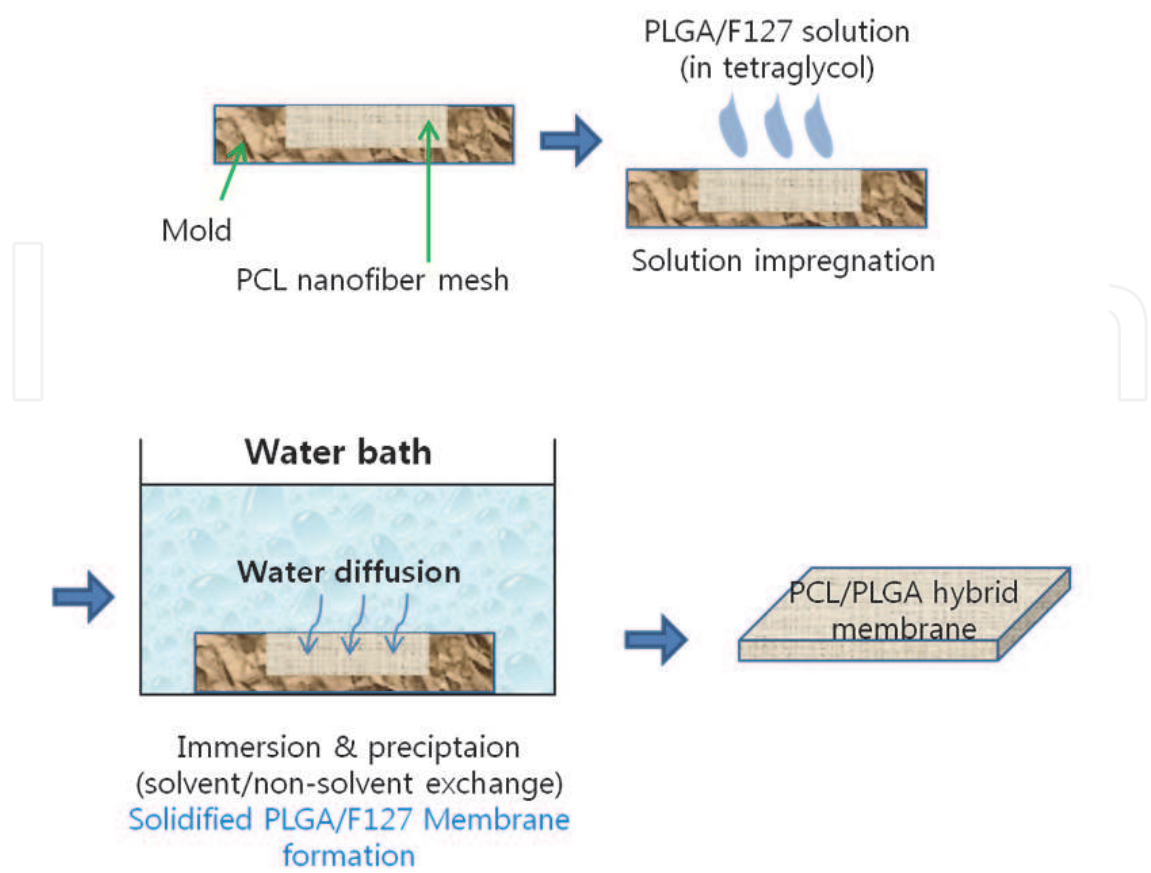 PLGA/F127 solution
(in tetraglycol)
Mold
PCL nanofiber mesh
Solution impregnation
Water bath
Water diffusion
PCL/PLGA hybrid
membrane
Immersion & preciptaion
(solvent/non-solvent exchange)
Solidified PLGA/F127 Membrane
formation